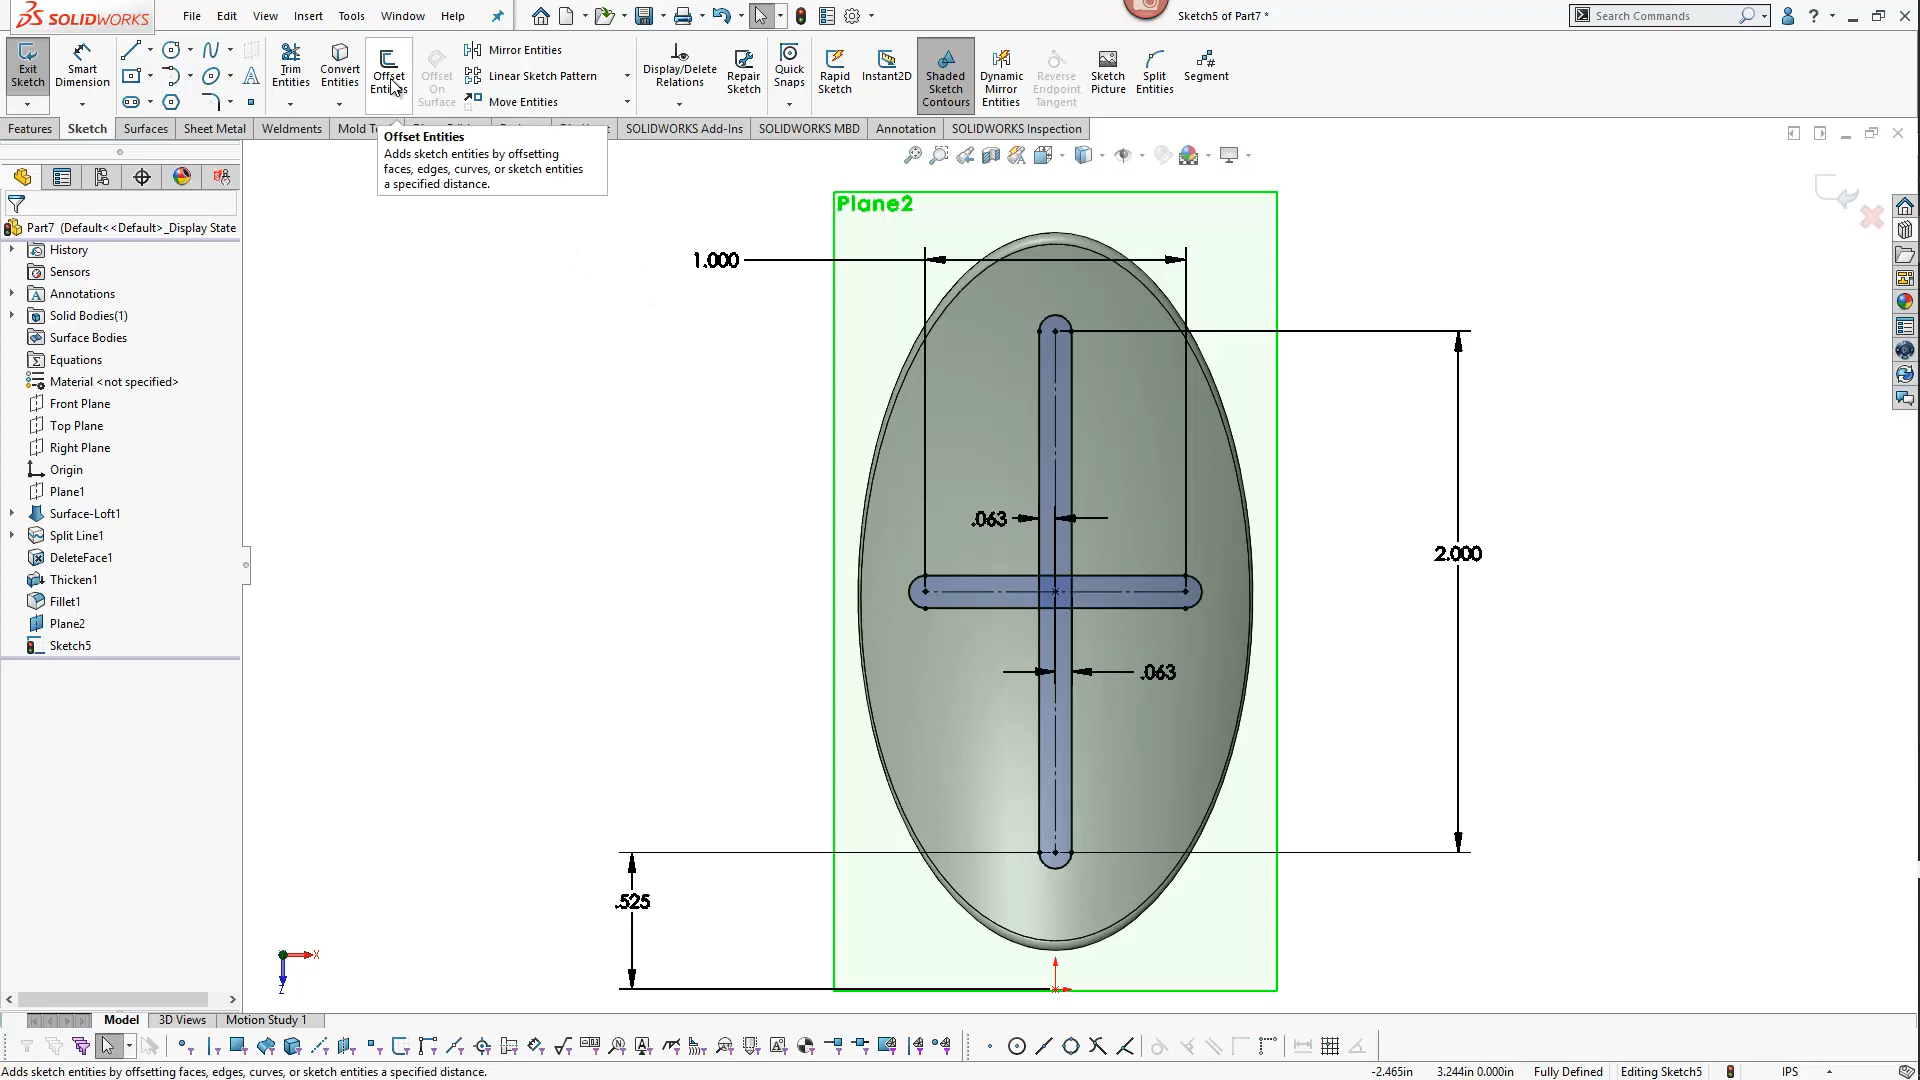 SOLIDWORKS
File Edit View Insert Tools Window Help
Sketch5 of Part7 *
Search Commands
Exit Sketch
Smart Dimension
Trim Entities
Convert Entities
Offset Entities
Offset On Surface
Mirror Entities
Linear Sketch Pattern
Move Entities
Display/Delete Relations
Repair Sketch
Quick Snaps
Rapid Sketch
Instant2D
Shaded Sketch Contours
Dynamic Mirror Entities
Reverse Endpoint Tangent
Sketch Picture
Split Entities
Segment
Features Sketch Surfaces Sheet Metal Weldments Mold SOLIDWORKS Add-Ins SOLIDWORKS MBD Annotation SOLIDWORKS Inspection
Offset Entities
Adds sketch entities by offsetting
faces, edges, curves, or sketch entities
a specified distance.
Part7 (Default<<Default>_Display State
History
Sensors
Annotations
Solid Bodies(1)
Surface Bodies
Equations
Material <not specified>
Front Plane
Top Plane
Right Plane
Origin
Plane1
Surface-Loft1
Split Line1
DeleteFace1
Thicken1
Fillet1
Plane2
Sketch5
Plane2
1.000
.063
2.000
.063
.525
X
Z
Model 3D Views Motion Study 1
Adds sketch entities by offsetting faces, edges, curves, or sketch entities a specified distance.
-2.465in 3.244in 0.000in Fully Defined Editing Sketch5 IPS